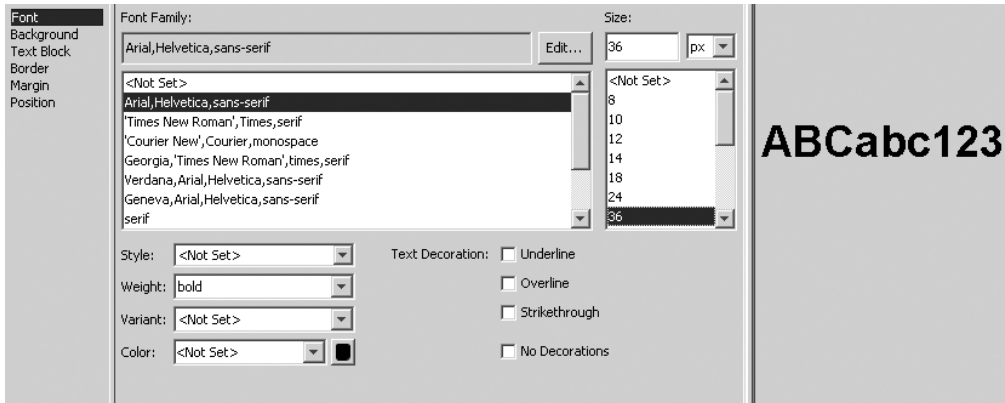 Font
Background
Text Block
Border
Margin
Position
Font Family:
Arial,Helvetica,sans-serif
Edit...
<Not Set>
Arial,Helvetica,sans-serif
'Times New Roman',Times,serif
'Courier New',Courier,monospace
Georgia,'Times New Roman',times,serif
Verdana,Arial,Helvetica,sans-serif
Geneva,Arial,Helvetica,sans-serif
serif
Size:
36 px
<Not Set>
8
10
12
14
18
24
36
Style: <Not Set>
Weight: bold
Variant: <Not Set>
Color: <Not Set>
Text Decoration: Underline
Overline
Strikethrough
No Decorations
ABCabc123